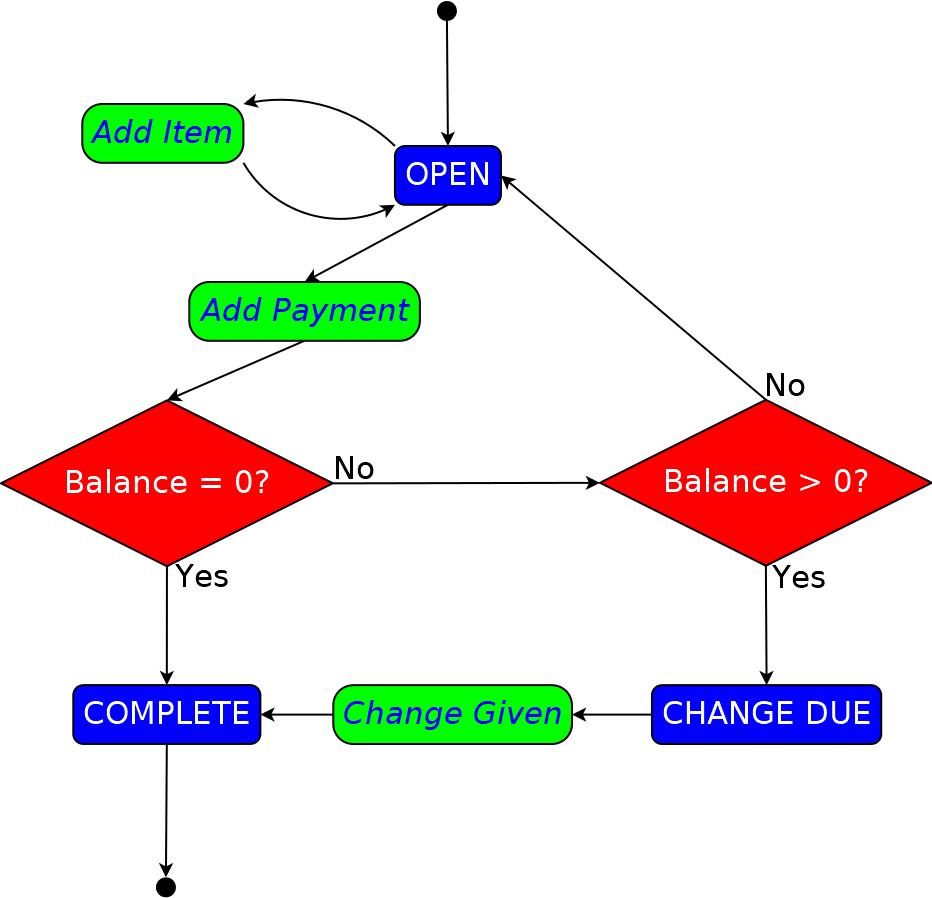 Add Item
OPEN
Add Payment
No
Balance = 0?
No
Balance > 0?
Yes
Yes
COMPLETE
Change Given
CHANGE DUE